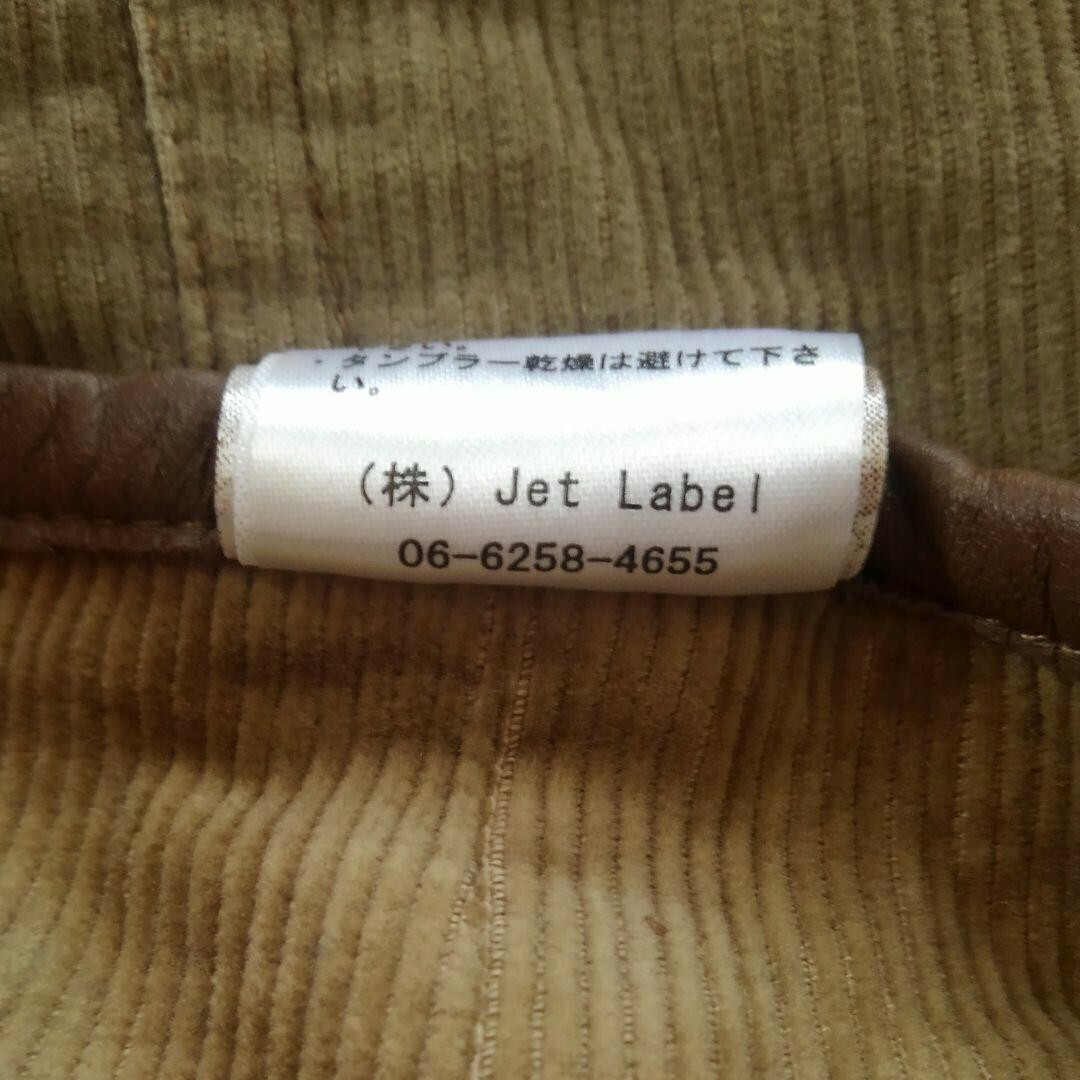 い。
・タンブラー乾燥は避けて下さ
い。
(株) Jet Label
06-6258-4655